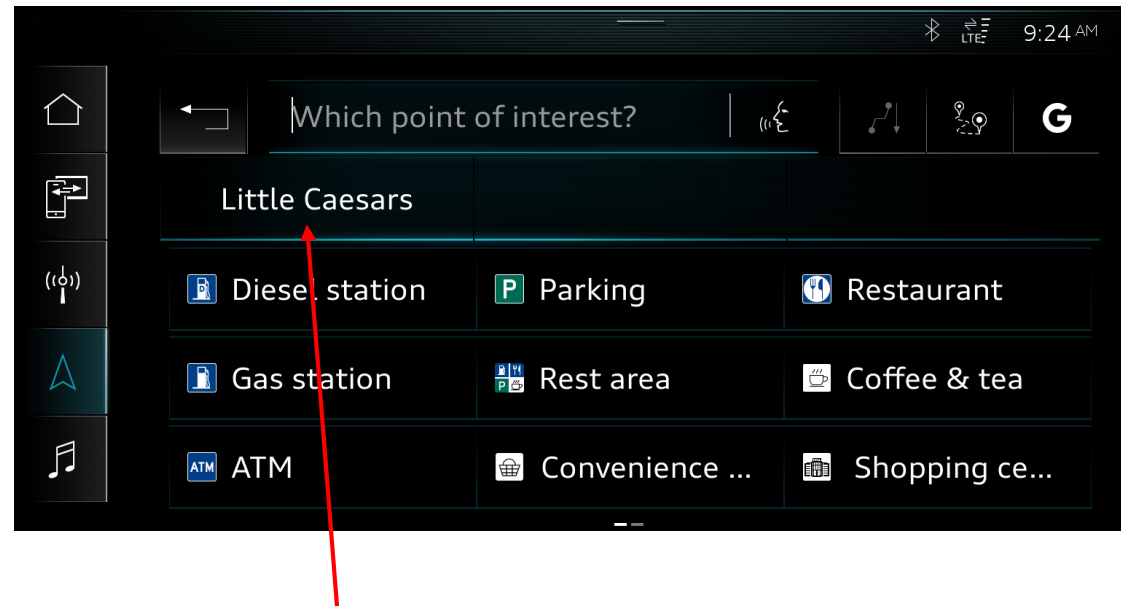 LTE 9:24 AM
Which point of interest? G
Little Caesars
D Diesel station P Parking Restaurant
Gas station P Rest area Coffee & tea
ATM ATM Convenience ... Shopping ce...